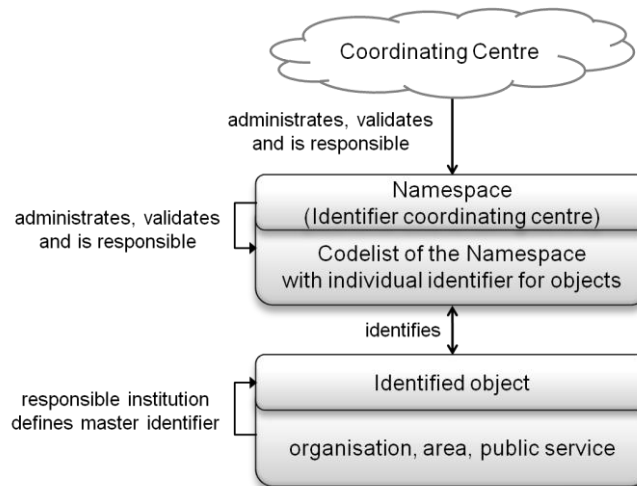 Coordinating Centre
administrates, validates
and is responsible
Namespace
(Identifier coordinating centre)
administrates, validates
and is responsible
Codelist of the Namespace
with individual identifier for objects
identifies
Identified object
responsible institution
defines master identifier
organisation, area, public service